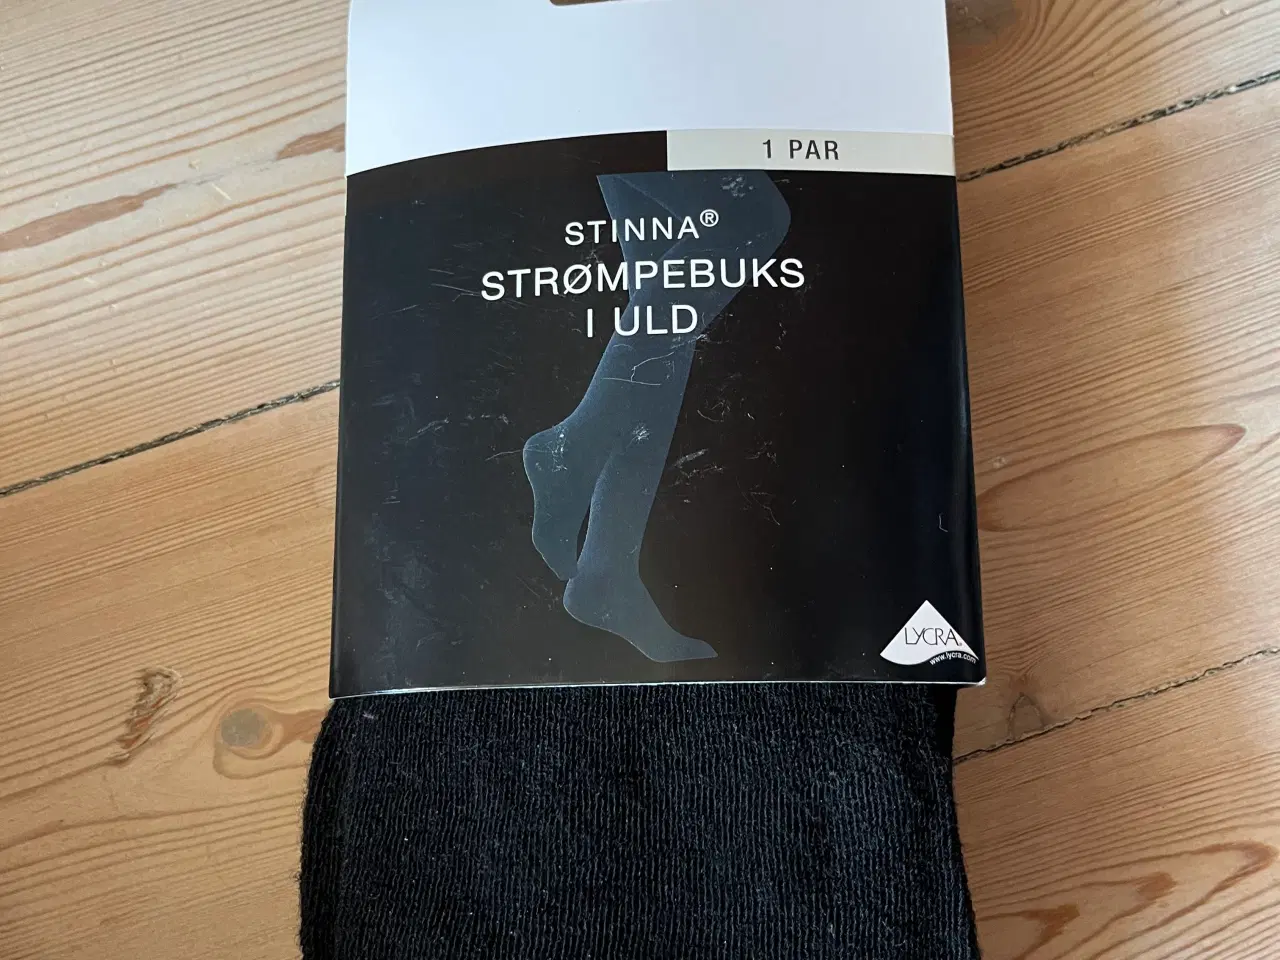 1 PAR
STINNA®
STRØMPEBUKS
I ULD
LYCRA®
www.lycra.com